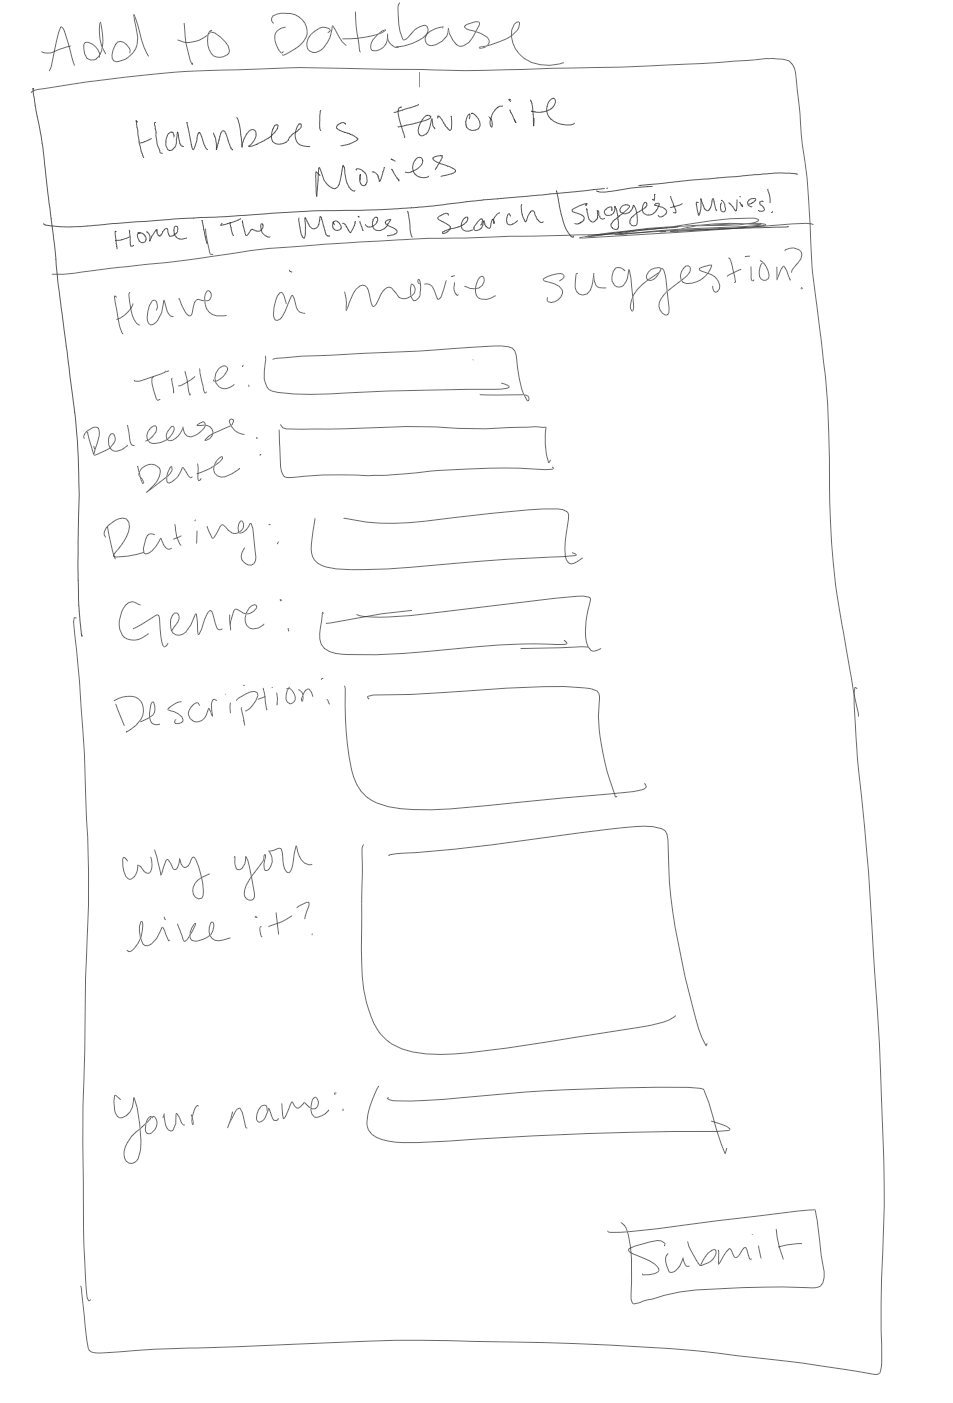 Add to Database
Hahnbee's Favorite
Movies
Home | The Movies | Search | Suggest Movies!
Have a movie suggestion?
Title:
Release
Date:
Rating:
Genre:
Description:
Why you
like it?
Your name:
Submit